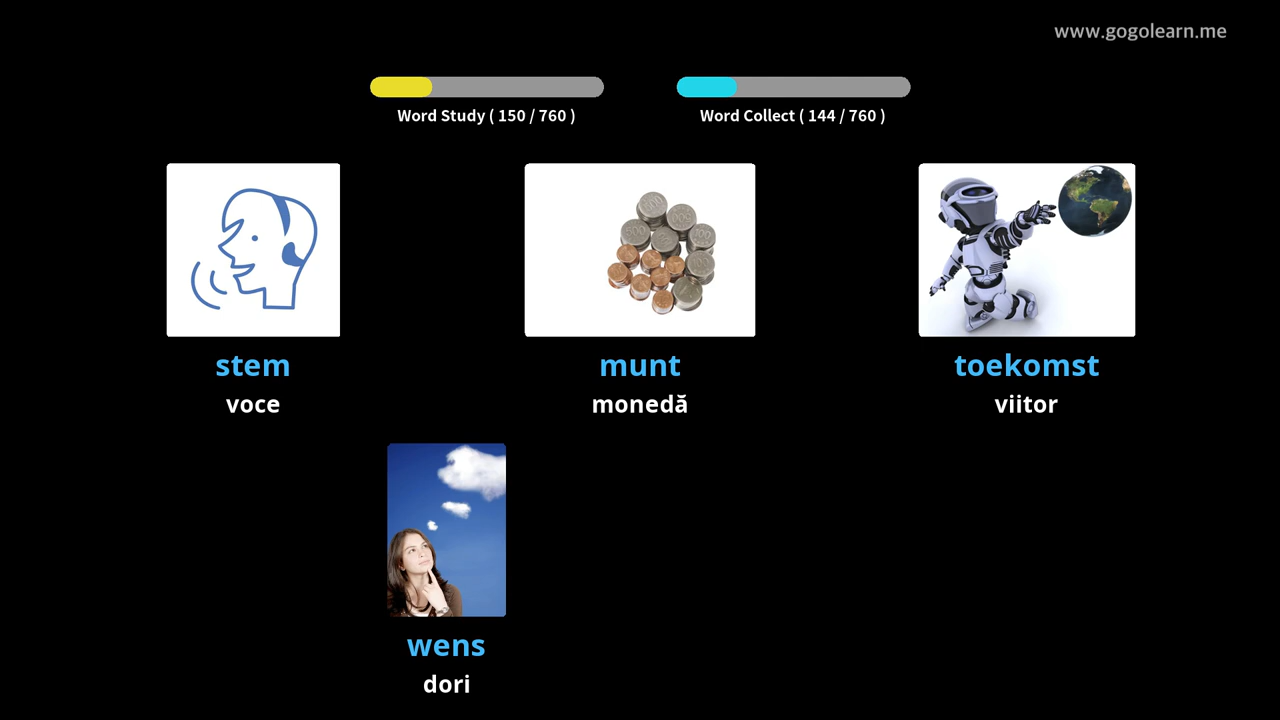 www.gogolearn.me
Word Study ( 150 / 760 )
Word Collect ( 144 / 760 )
stem
munt
toekomst
voce
monedă
viitor
wens
dori